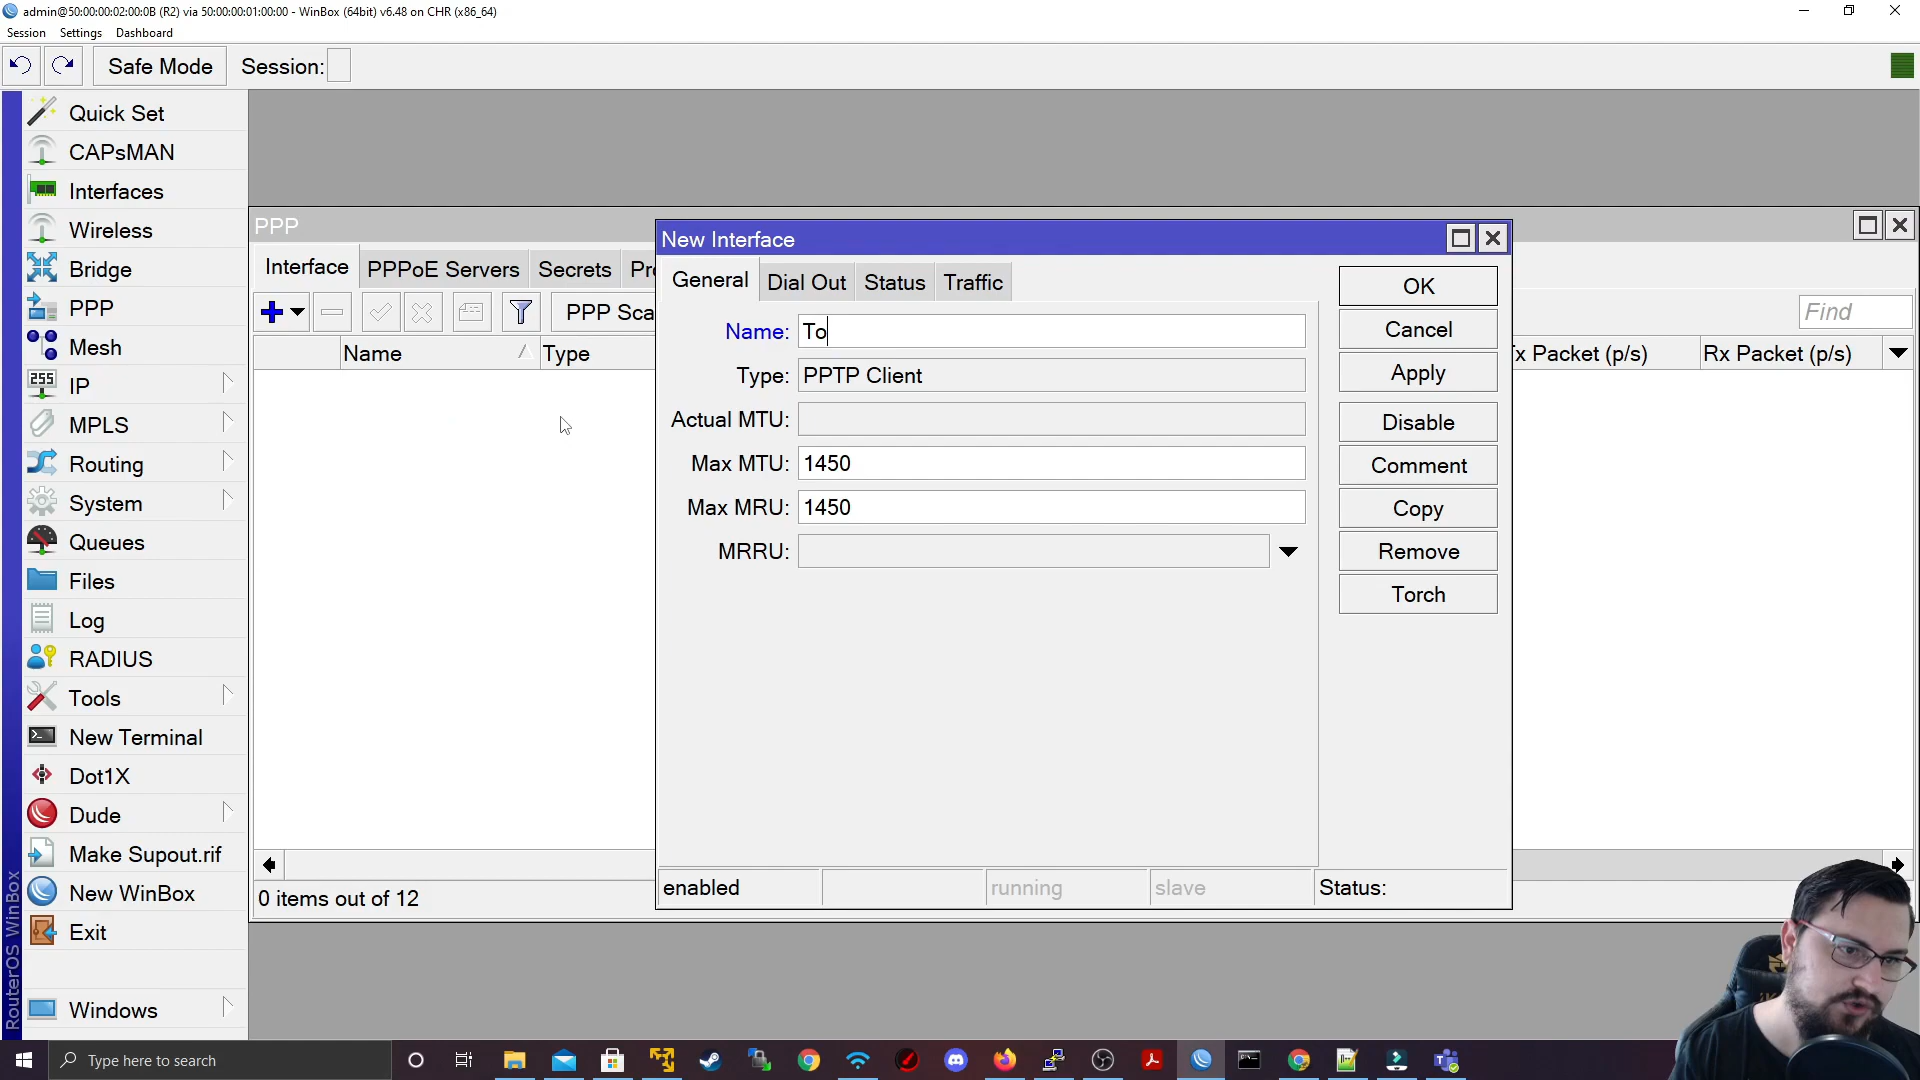 admin@50:00:00:02:00:0B (R2) via 50:00:00:01:00:00 - WinBox (64bit) v6.48 on CHR (x86_64)
Session Settings Dashboard
Safe Mode Session:
Quick Set
CAPsMAN
Interfaces
Wireless
Bridge
PPP
Mesh
IP
MPLS
Routing
System
Queues
Files
Log
RADIUS
Tools
New Terminal
Dot1X
Dude
Make Supout.rif
New WinBox
Exit
Windows
RouterOS WinBox
PPP
Interface PPPoE Servers Secrets Pr
PPP Sca
Find
Name Type
Tx Packet (p/s) Rx Packet (p/s)
0 items out of 12
New Interface
General Dial Out Status Traffic
Name: To
Type: PPTP Client
Actual MTU:
Max MTU: 1450
Max MRU: 1450
MRRU:
OK
Cancel
Apply
Disable
Comment
Copy
Remove
Torch
enabled running slave Status:
Type here to search